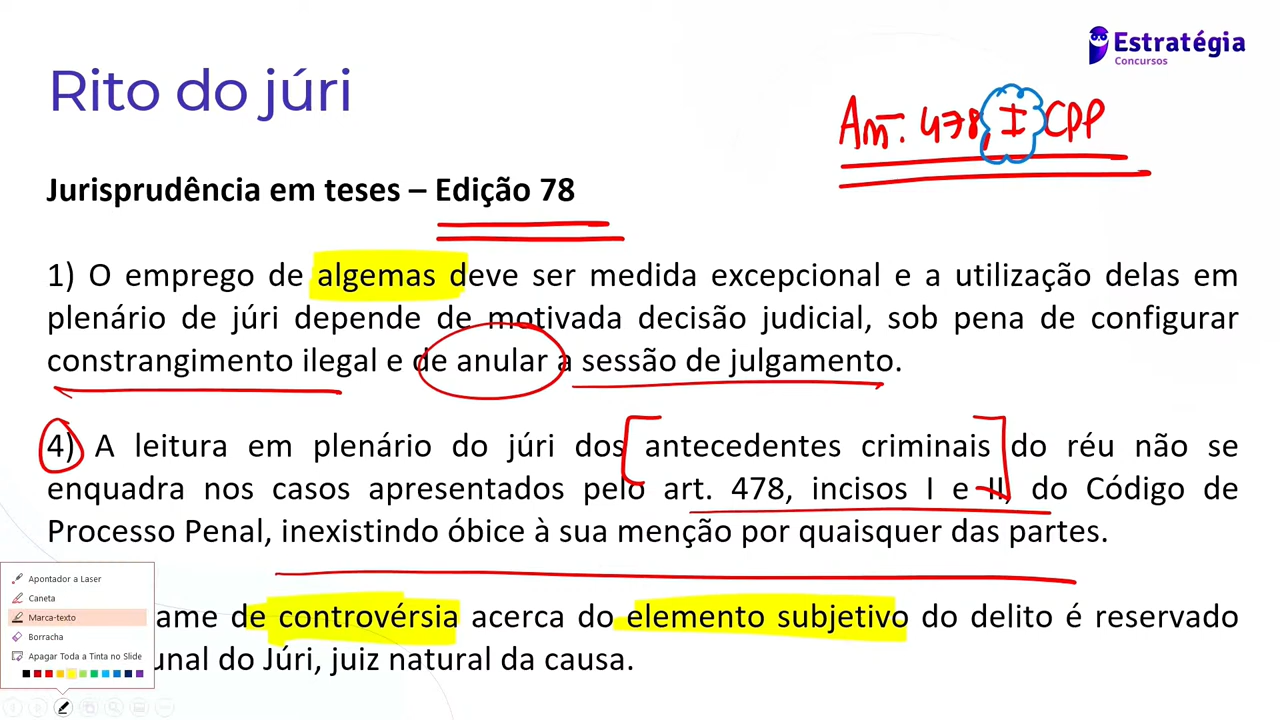 Estratégia
Concursos
Rito do júri
Art. 478, I CPP
Jurisprudência em teses – Edição 78
1) O emprego de algemas deve ser medida excepcional e a utilização delas em
plenário de júri depende de motivada decisão judicial, sob pena de configurar
constrangimento ilegal e de anular a sessão de julgamento.
4) A leitura em plenário do júri dos antecedentes criminais do réu não se
enquadra nos casos apresentados pelo art. 478, incisos I e II, do Código de
Processo Penal, inexistindo óbice à sua menção por quaisquer das partes.
Apontador a Laser
Caneta
Marca-texto
Borracha
Apagar Toda a Tinta no Slide
ame de controvérsia acerca do elemento subjetivo do delito é reservado
unal do Júri, juiz natural da causa.